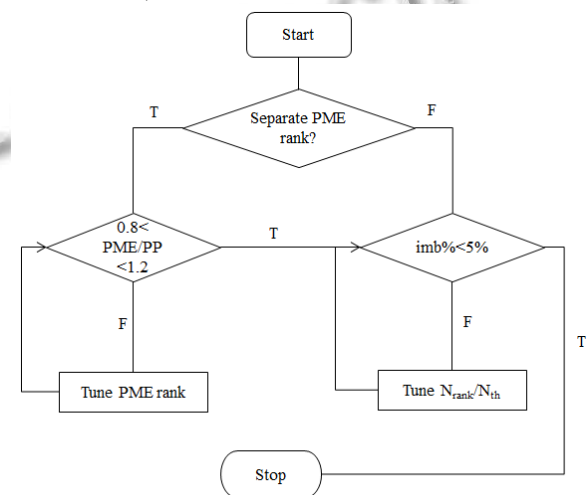 Start
T
F
Separate PME
rank?
0.8<
PME/PP
<1.2
T
imb%<5%
F
F
T
Tune PME rank
Tune N_rank/N_th
Stop